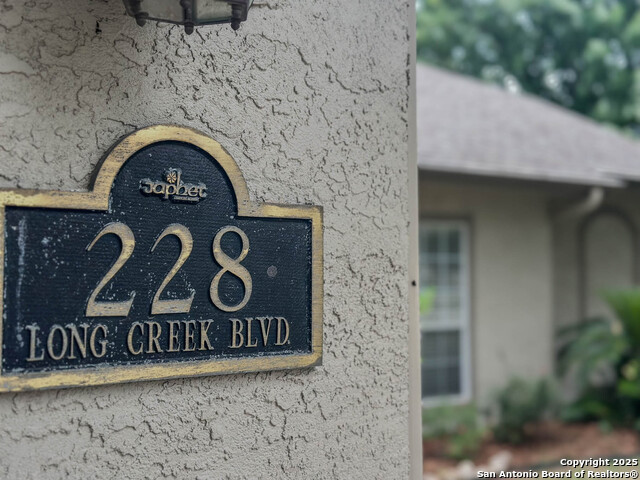 Japhet
228
LONG CREEK BLVD
Copyright 2025
San Antonio Board of Realtors®